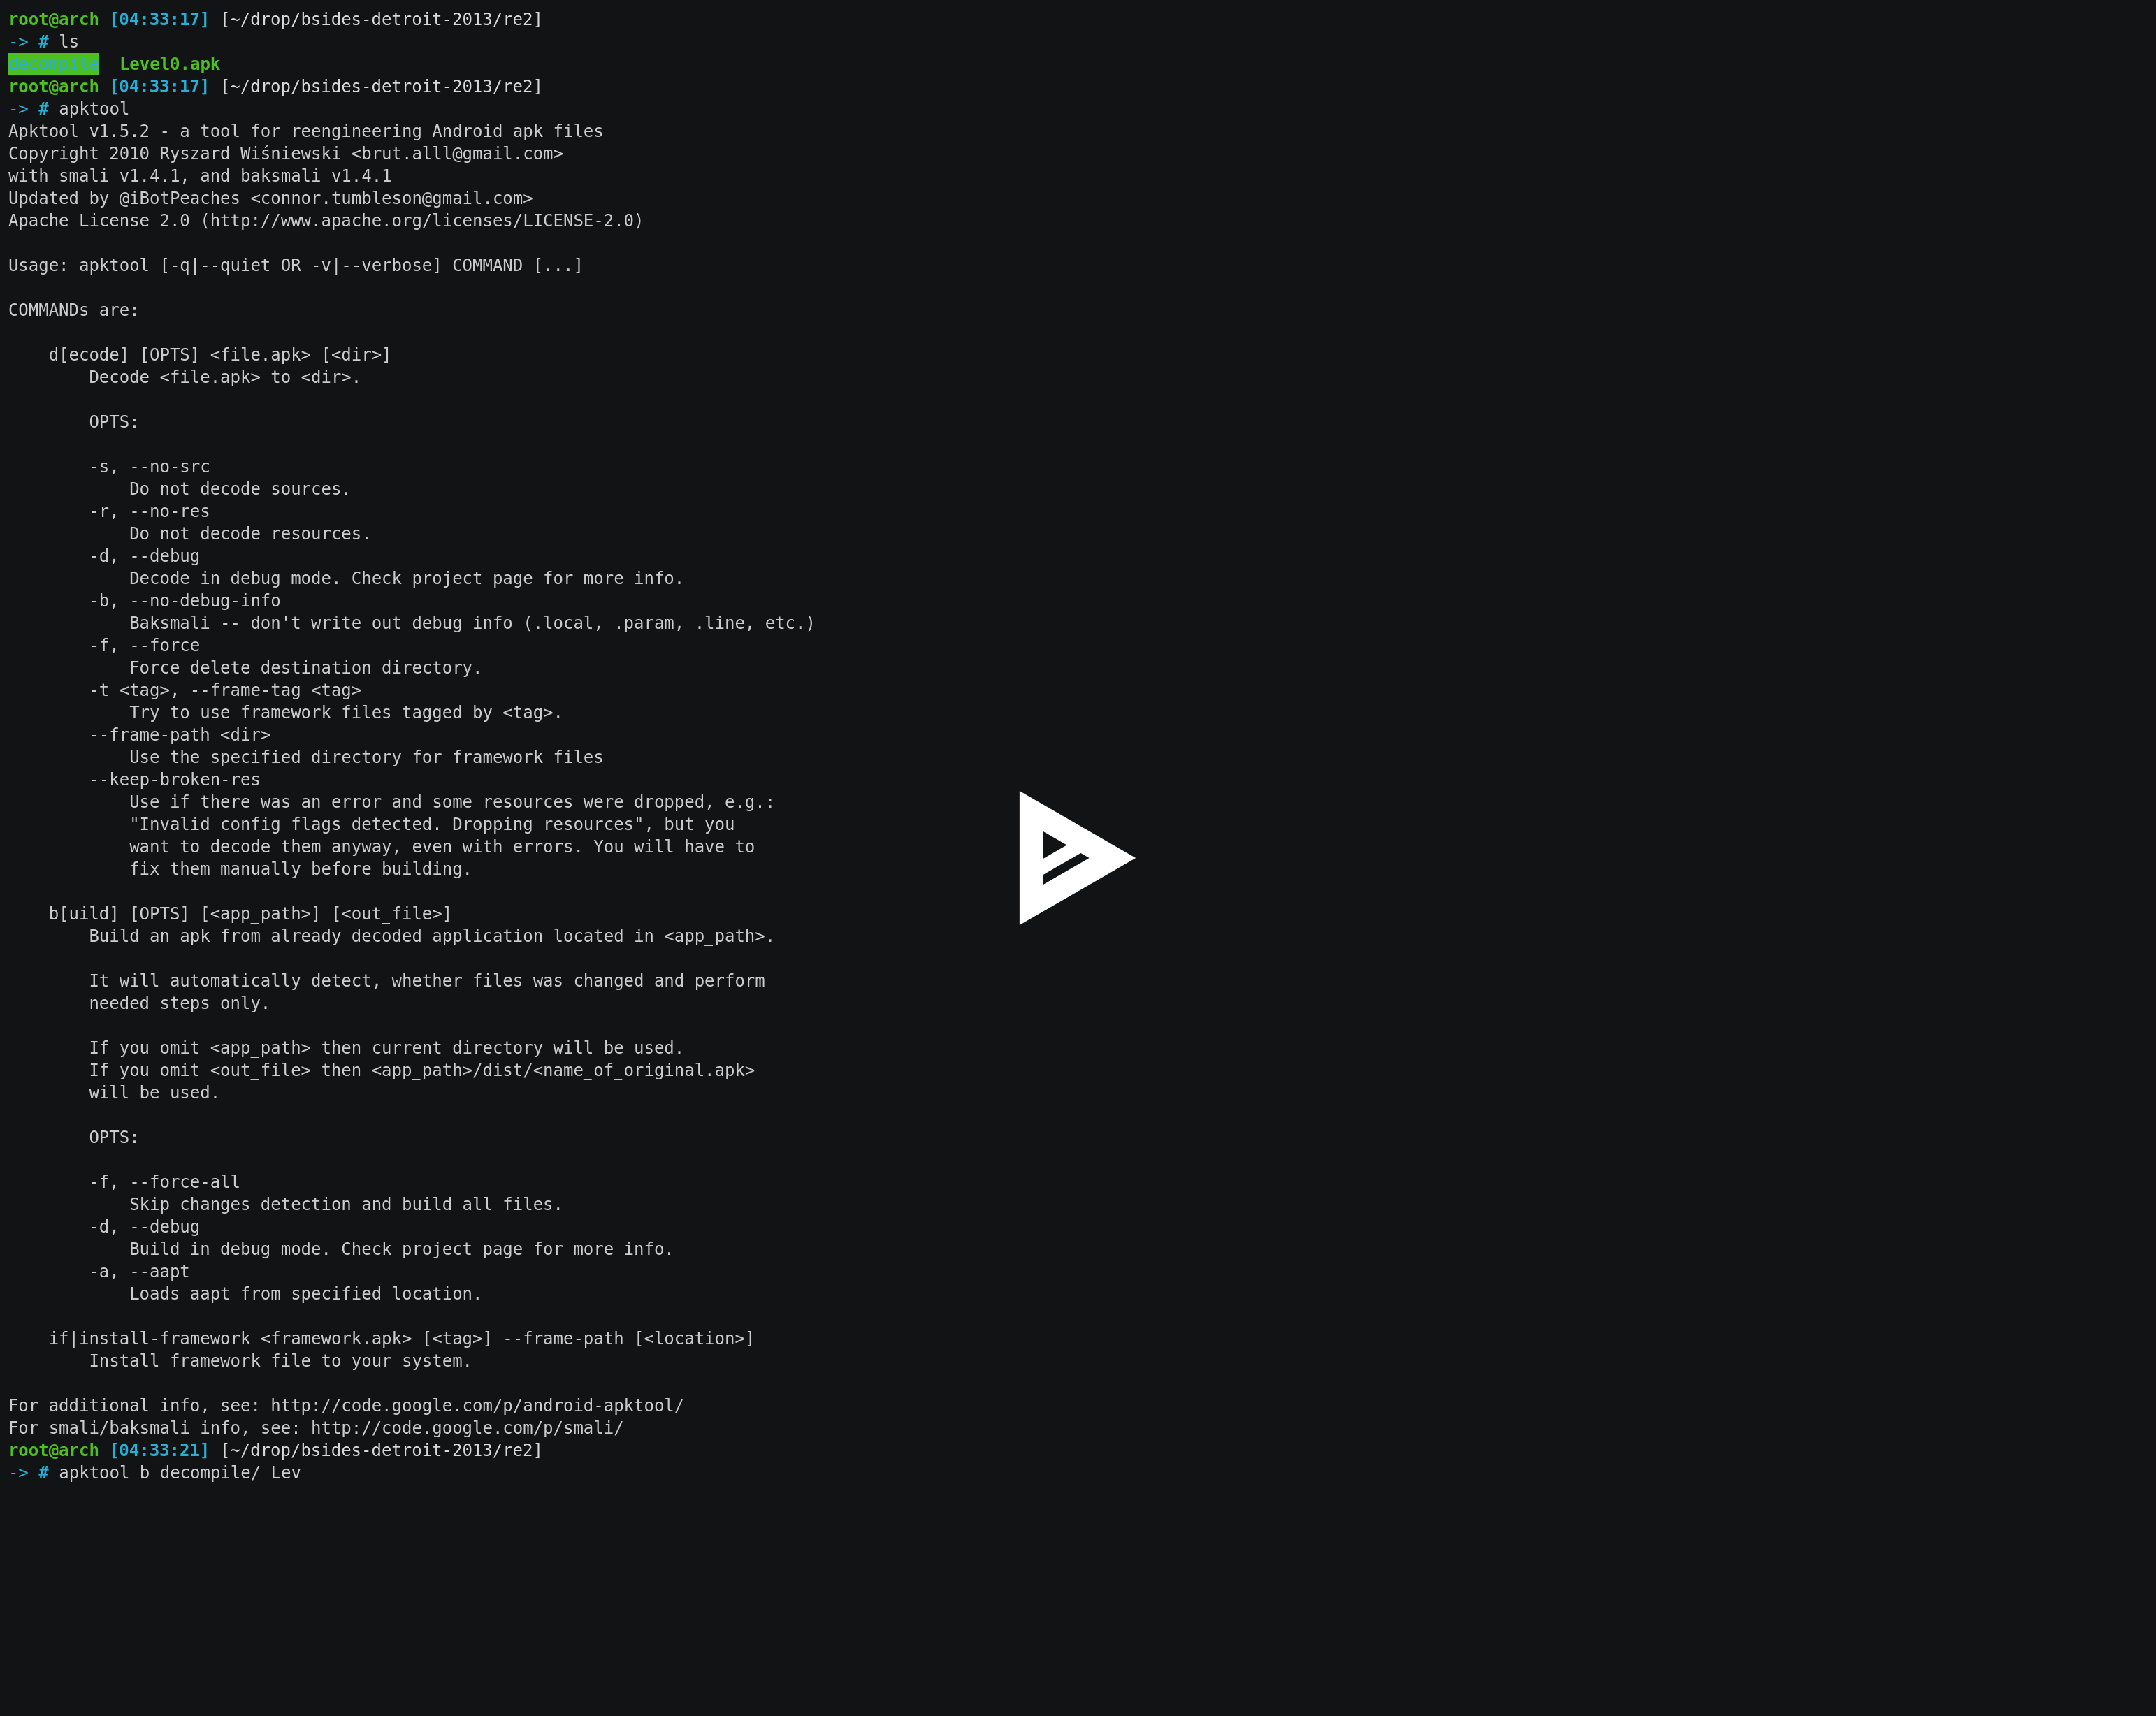 root@arch [04:33:17] [~/drop/bsides-detroit-2013/re2]
-> # ls
decompile  Level0.apk
root@arch [04:33:17] [~/drop/bsides-detroit-2013/re2]
-> # apktool
Apktool v1.5.2 - a tool for reengineering Android apk files
Copyright 2010 Ryszard Wiśniewski <brut.alll@gmail.com>
with smali v1.4.1, and baksmali v1.4.1
Updated by @iBotPeaches <connor.tumbleson@gmail.com>
Apache License 2.0 (http://www.apache.org/licenses/LICENSE-2.0)

Usage: apktool [-q|--quiet OR -v|--verbose] COMMAND [...]

COMMANDs are:

    d[ecode] [OPTS] <file.apk> [<dir>]
        Decode <file.apk> to <dir>.

        OPTS:

        -s, --no-src
            Do not decode sources.
        -r, --no-res
            Do not decode resources.
        -d, --debug
            Decode in debug mode. Check project page for more info.
        -b, --no-debug-info
            Baksmali -- don't write out debug info (.local, .param, .line, etc.)
        -f, --force
            Force delete destination directory.
        -t <tag>, --frame-tag <tag>
            Try to use framework files tagged by <tag>.
        --frame-path <dir>
            Use the specified directory for framework files
        --keep-broken-res
            Use if there was an error and some resources were dropped, e.g.:
            "Invalid config flags detected. Dropping resources", but you
            want to decode them anyway, even with errors. You will have to
            fix them manually before building.

    b[uild] [OPTS] [<app_path>] [<out_file>]
        Build an apk from already decoded application located in <app_path>.

        It will automatically detect, whether files was changed and perform
        needed steps only.

        If you omit <app_path> then current directory will be used.
        If you omit <out_file> then <app_path>/dist/<name_of_original.apk>
        will be used.

        OPTS:

        -f, --force-all
            Skip changes detection and build all files.
        -d, --debug
            Build in debug mode. Check project page for more info.
        -a, --aapt
            Loads aapt from specified location.

    if|install-framework <framework.apk> [<tag>] --frame-path [<location>]
        Install framework file to your system.

For additional info, see: http://code.google.com/p/android-apktool/
For smali/baksmali info, see: http://code.google.com/p/smali/
root@arch [04:33:21] [~/drop/bsides-detroit-2013/re2]
-> # apktool b decompile/ Lev